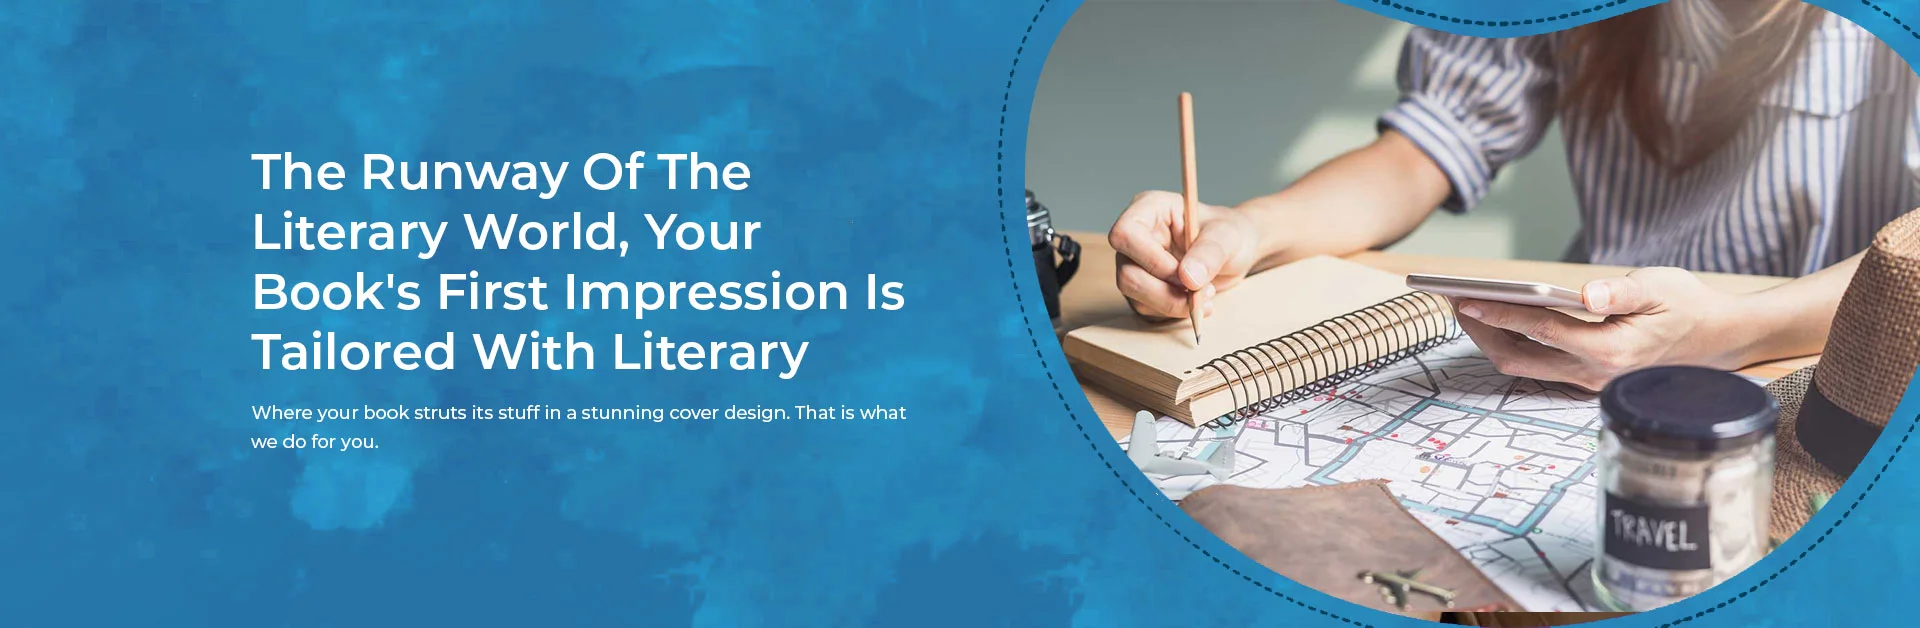 The Runway Of The
Literary World, Your
Book's First Impression Is
Tailored With Literary
Where your book struts its stuff in a stunning cover design. That is what
we do for you.
TRAVEL